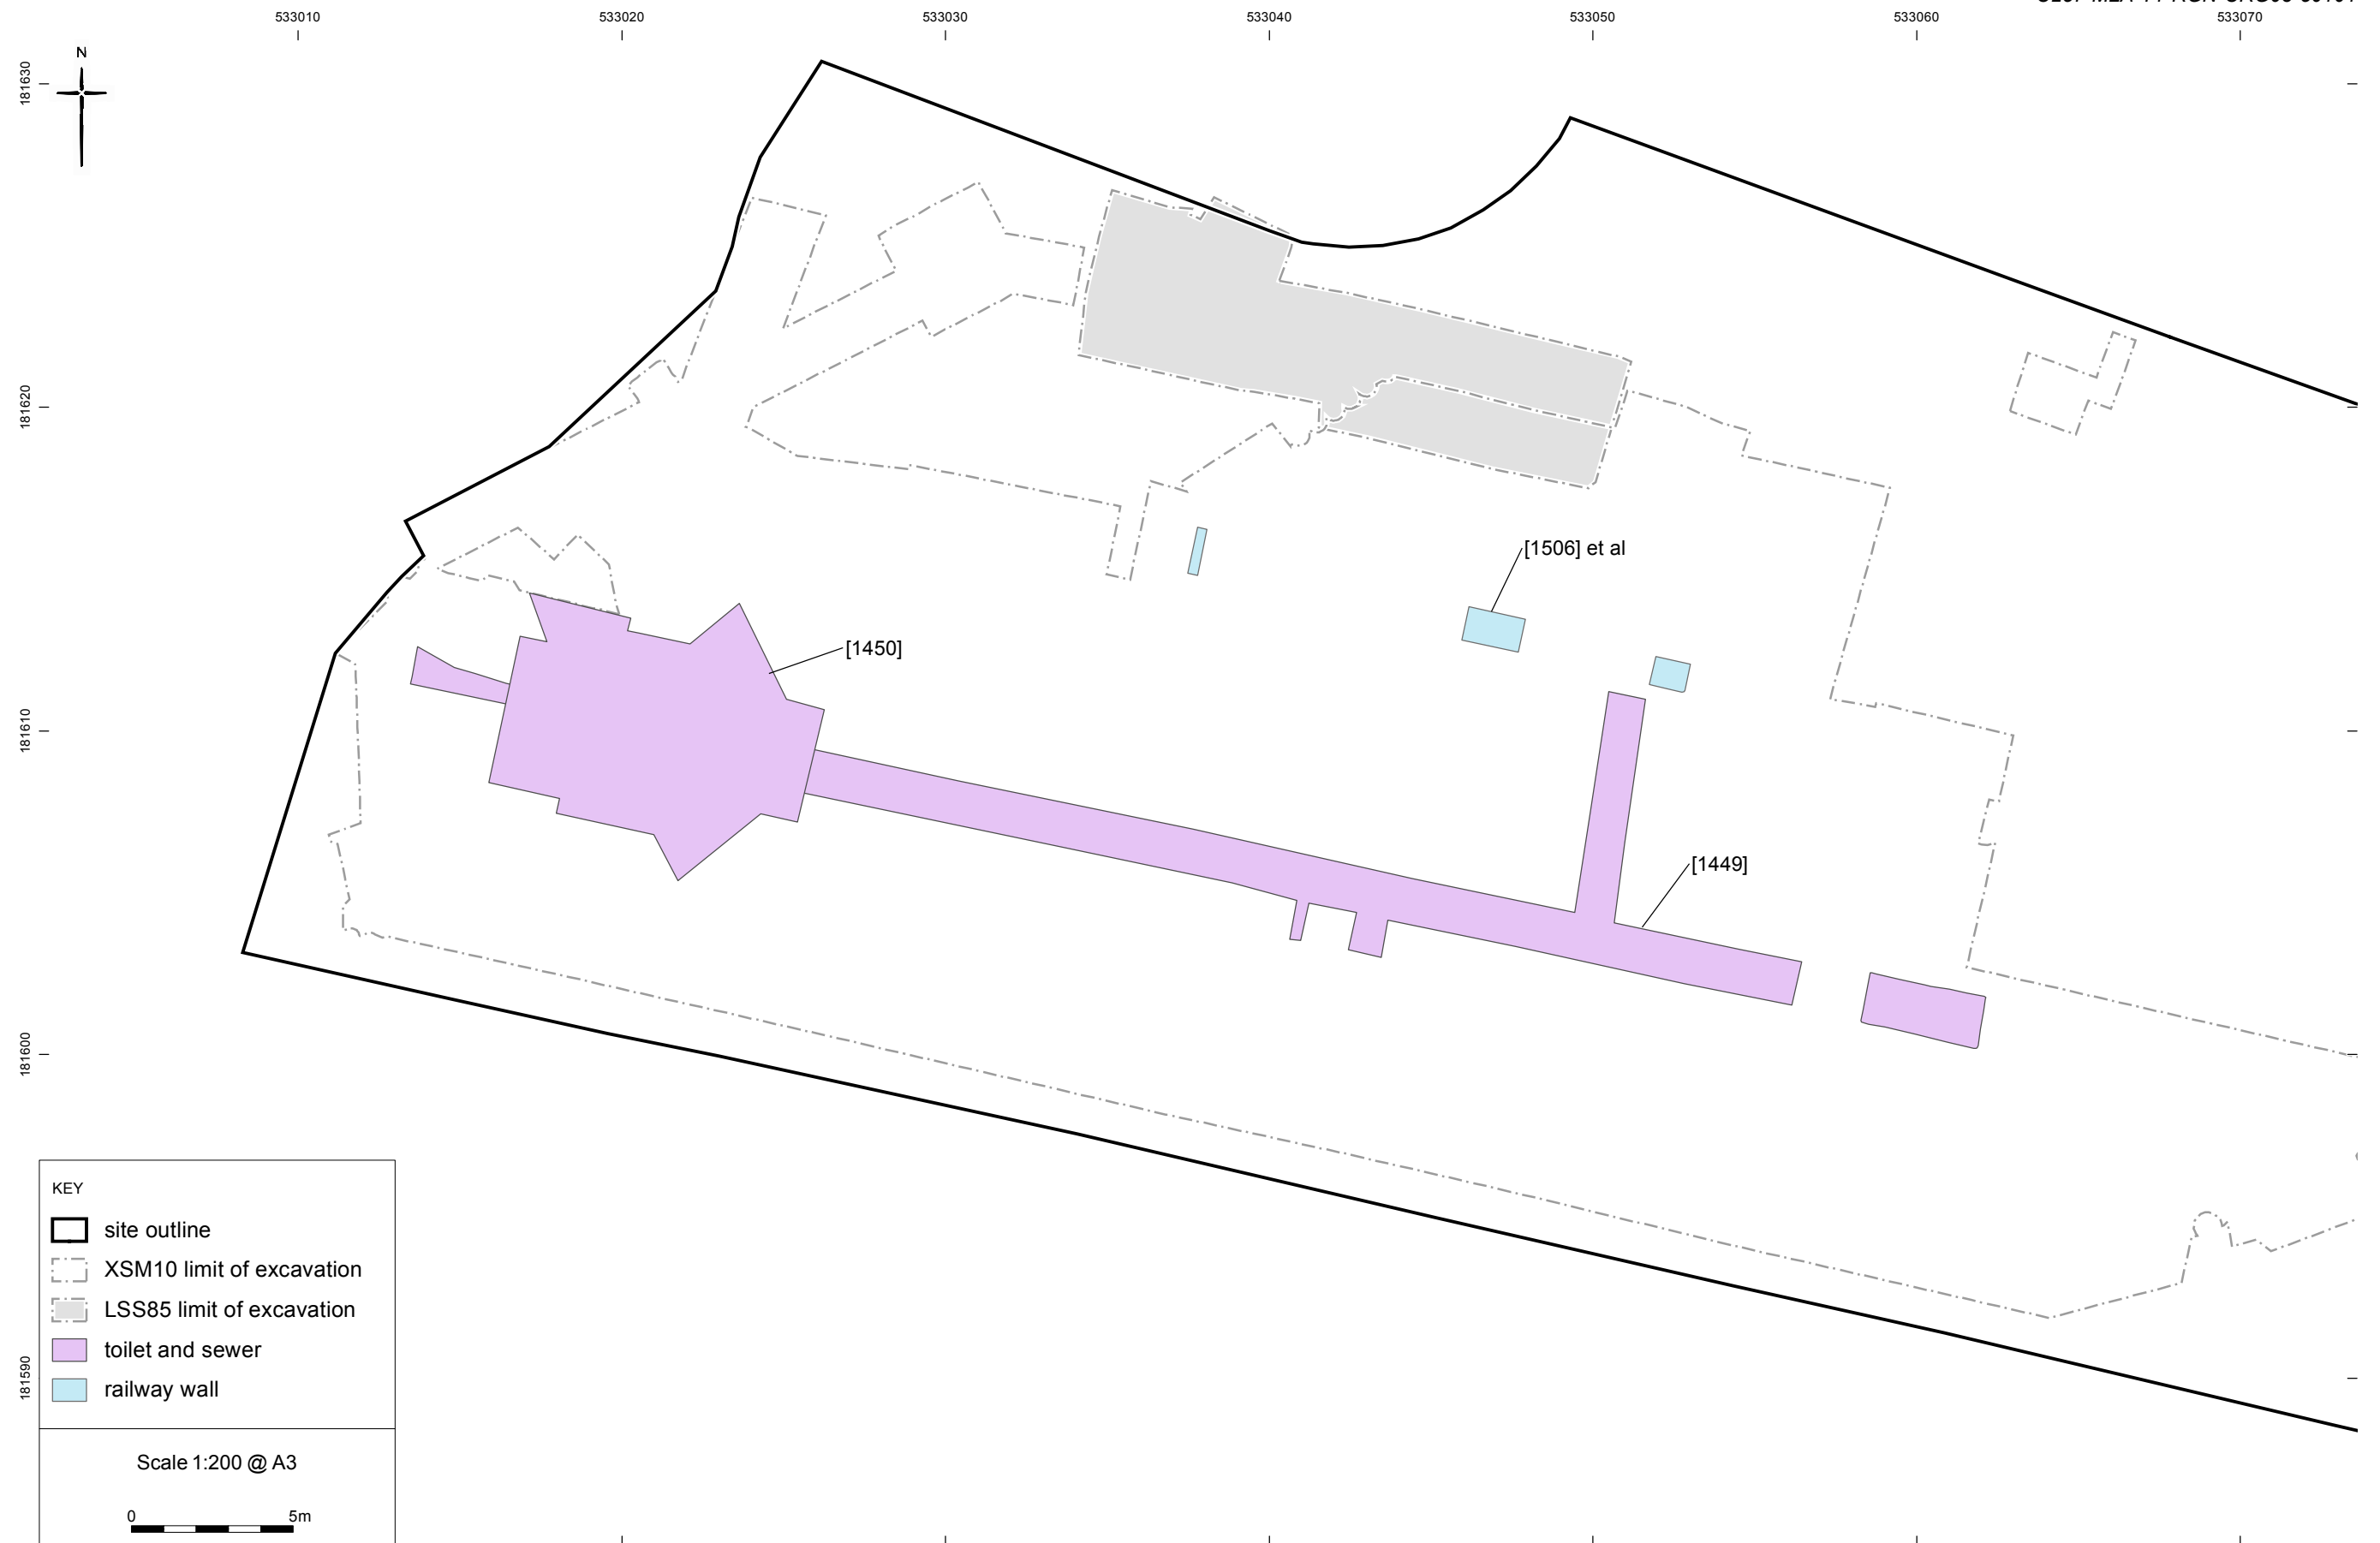 533010
533020
533030
533040
533050
533060
533070
N
181630
181620
181610
181600
181590
[1506] et al
[1450]
[1449]
KEY
site outline
XSM10 limit of excavation
LSS85 limit of excavation
toilet and sewer
railway wall
Scale 1:200 @ A3
0
5m